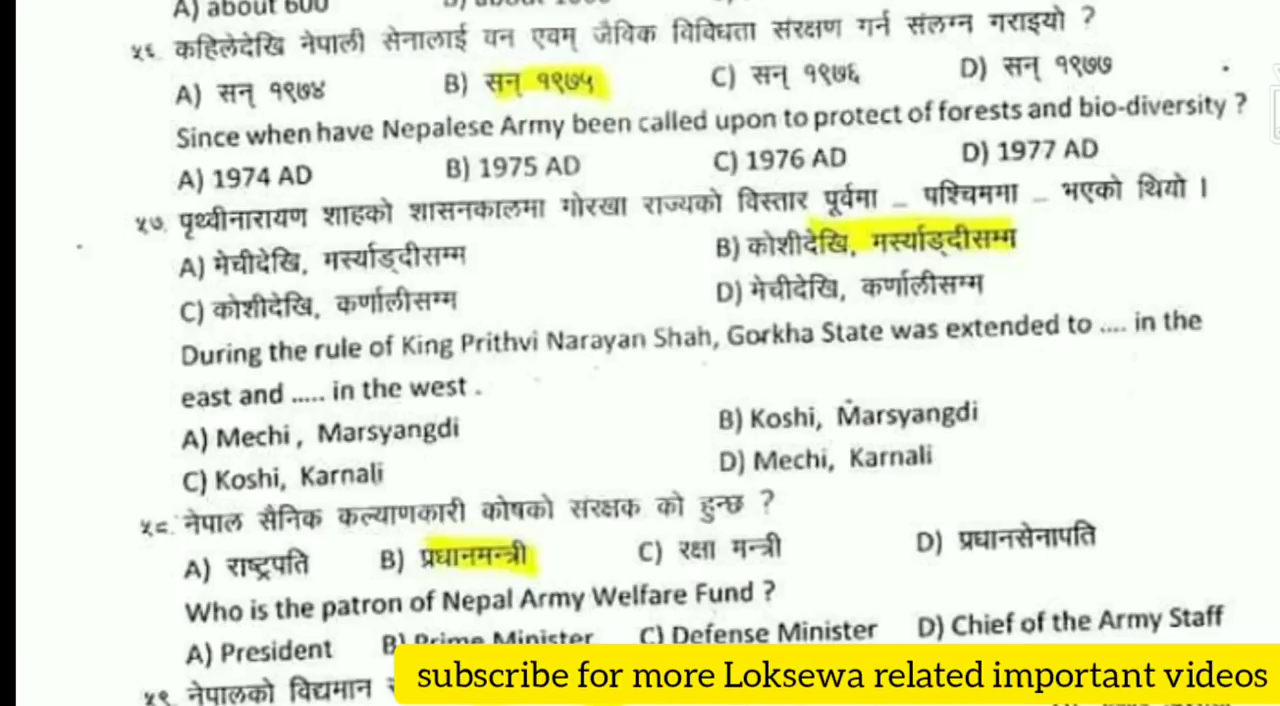 A) about 600
५६. कहिलेदेखि नेपाली सेनालाई वन एवम् जैविक विविधता संरक्षण गर्न संलग्न गराइयो ?
A) सन् १९७४ B) सन् १९७५ C) सन् १९७६ D) सन् १९७७
Since when have Nepalese Army been called upon to protect of forests and bio-diversity ?
A) 1974 AD B) 1975 AD C) 1976 AD D) 1977 AD
५७. पृथ्वीनारायण शाहको शासनकालमा गोरखा राज्यको विस्तार पूर्वमा _ पश्चिममा _ भएको थियो ।
A) मेचीदेखि, मर्स्याङ्दीसम्म B) कोशीदेखि, मर्स्याङ्दीसम्म
C) कोशीदेखि, कर्णालीसम्म D) मेचीदेखि, कर्णालीसम्म
During the rule of King Prithvi Narayan Shah, Gorkha State was extended to .... in the
east and ..... in the west .
A) Mechi , Marsyangdi B) Koshi, Marsyangdi
C) Koshi, Karnali D) Mechi, Karnali
५८. नेपाल सैनिक कल्याणकारी कोषको संरक्षक को हुन्छ ?
A) राष्ट्रपति B) प्रधानमन्त्री C) रक्षा मन्त्री D) प्रधानसेनापति
Who is the patron of Nepal Army Welfare Fund ?
A) President B) Prime Minister C) Defense Minister D) Chief of the Army Staff
५९. नेपालको विद्यमान
subscribe for more Loksewa related important videos